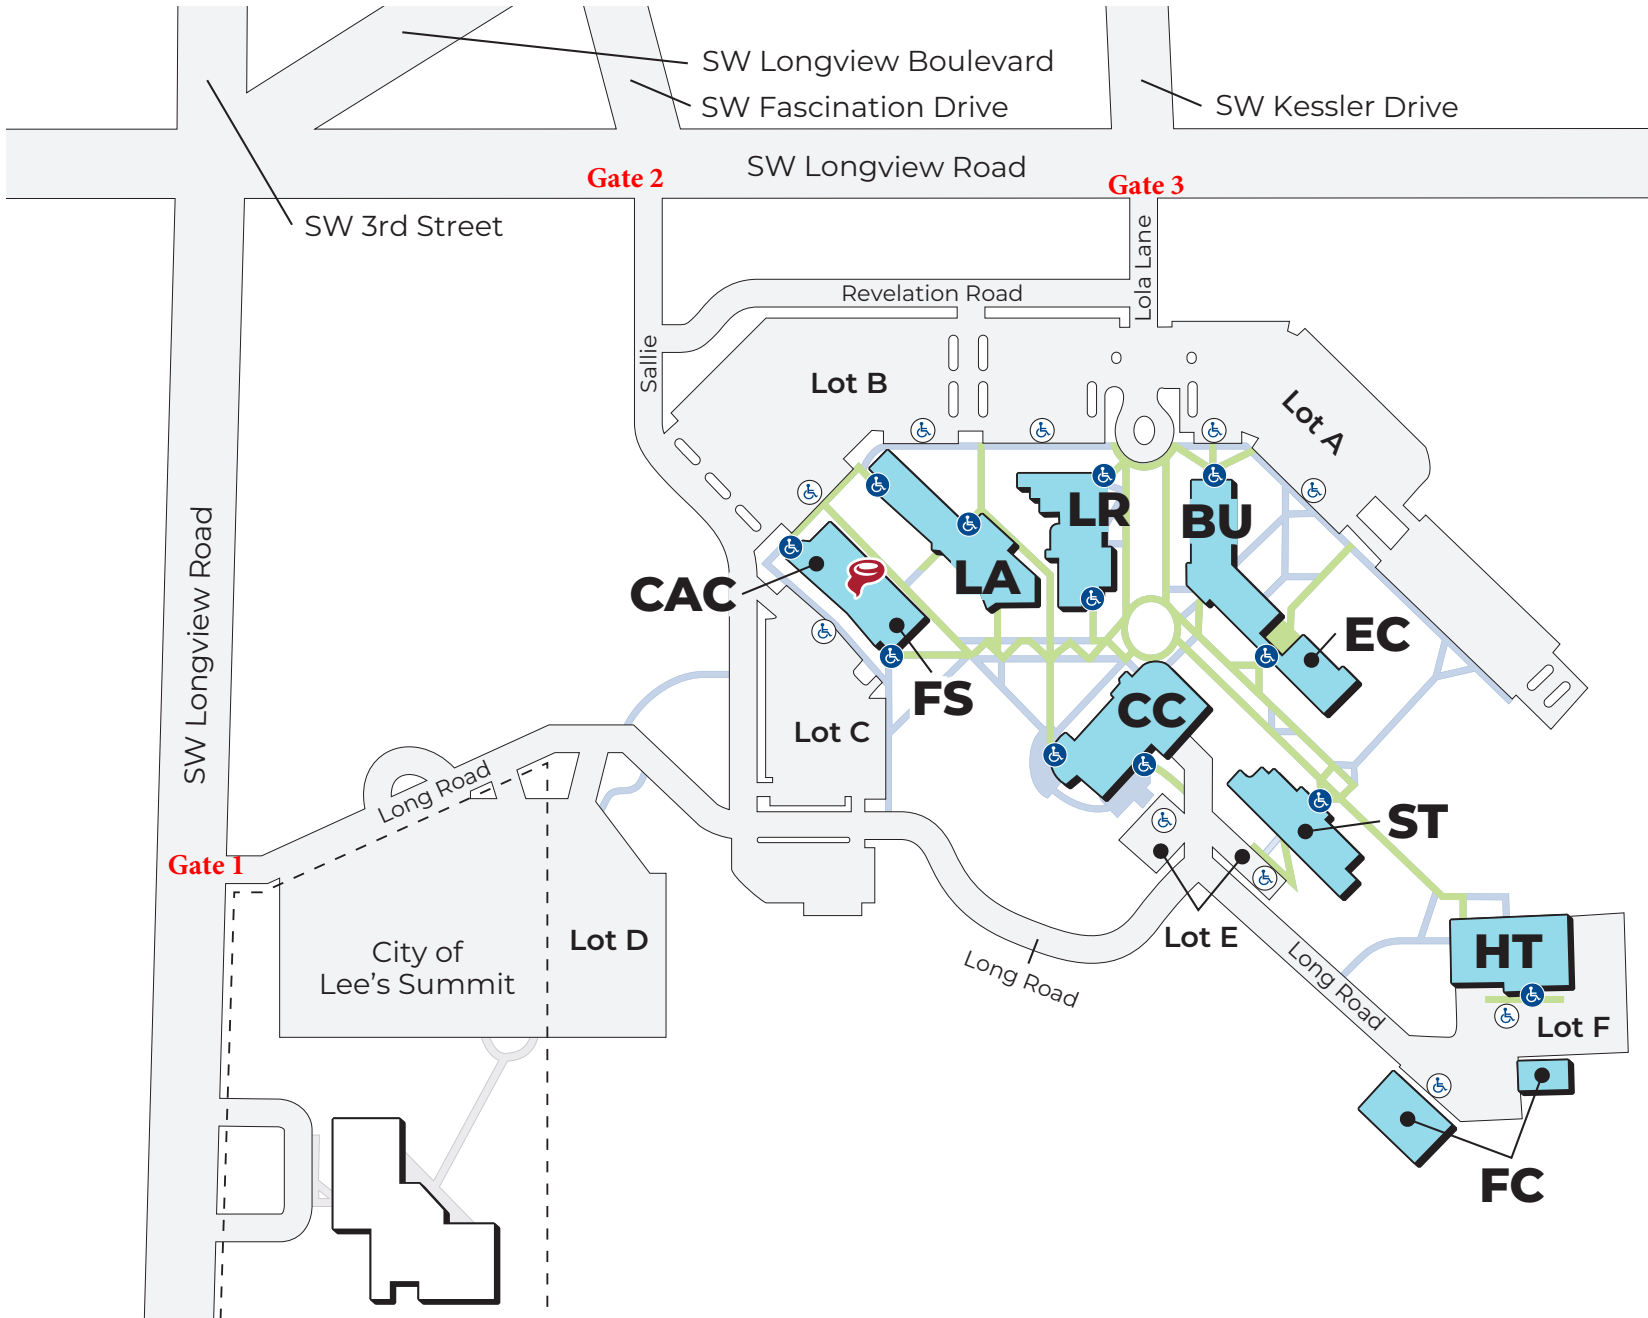 SW Longview Boulevard
SW Fascination Drive
SW Kessler Drive
SW Longview Road
Gate 2
Gate 3
SW 3rd Street
Lola Lane
Revelation Road
Sallie
Lot B
Lot A
LR
BU
SW Longview Road
CAC
LA
EC
FS
CC
Lot C
Long Road
ST
Gate 1
Lot D
City of
Lee's Summit
Lot E
Long Road
Long Road
HT
Lot F
FC